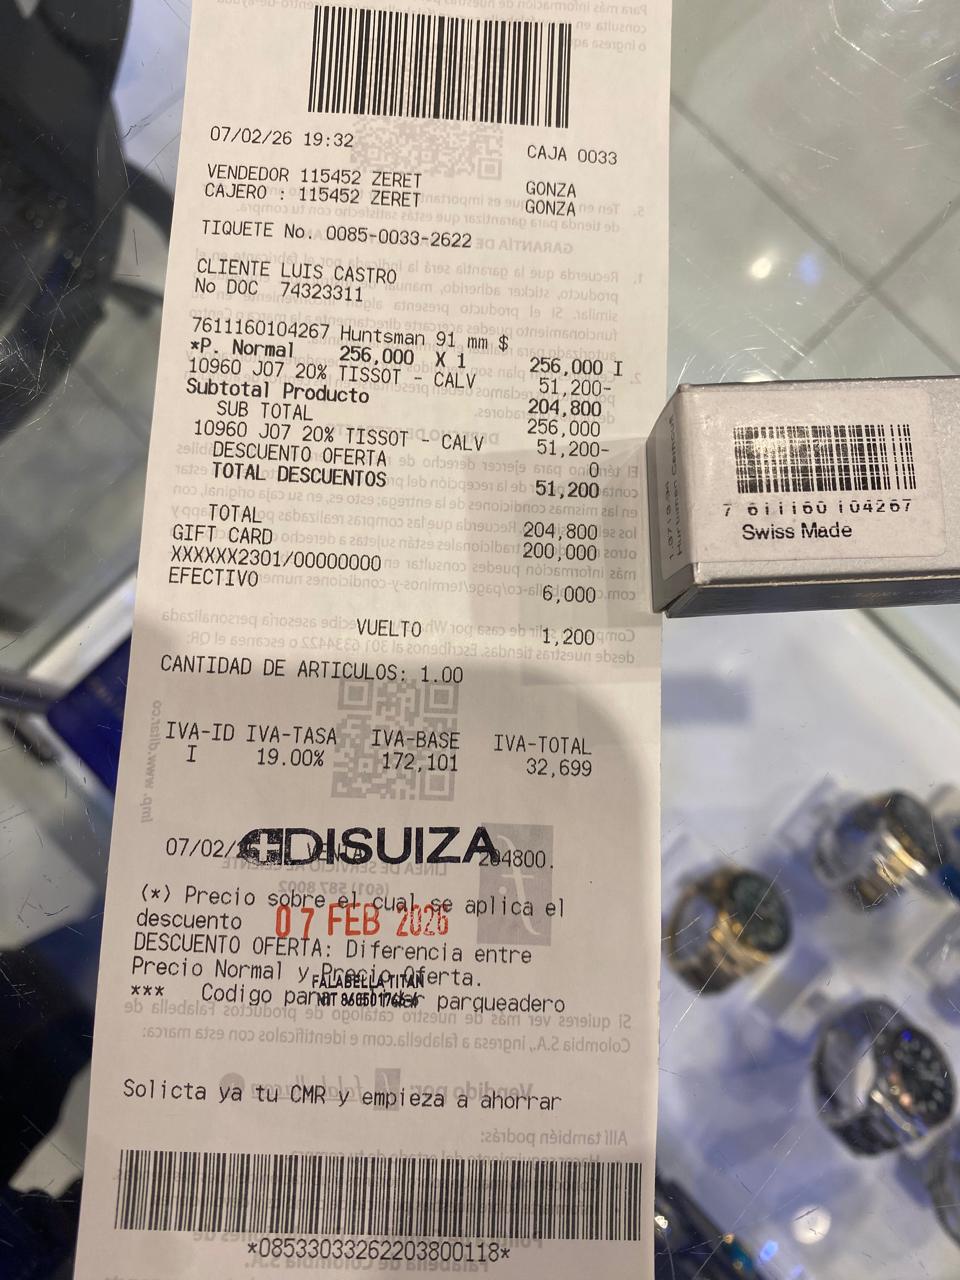 07/02/26 19:32
CAJA 0033
VENDEDOR 115452 ZERET GONZA
CAJERO : 115452 ZERET GONZA
TIQUETE No. 0085-0033-2622
CLIENTE LUIS CASTRO
No DOC 74323311
7611160104267 Huntsman 91 mm $
*P. Normal 256,000 X 1 256,000 I
10960 J07 20% TISSOT - CALV 51,200-
Subtotal Producto 204,800
SUB TOTAL 256,000
10960 J07 20% TISSOT - CALV 51,200-
DESCUENTO OFERTA 0
TOTAL DESCUENTOS 51,200
TOTAL 204,800
GIFT CARD 200,000
XXXXXX2301/00000000
EFECTIVO 6,000
VUELTO 1,200
CANTIDAD DE ARTICULOS: 1.00
IVA-ID IVA-TASA IVA-BASE IVA-TOTAL
I 19.00% 172,101 32,699
07/02/2 204800.
DISUIZA
(*) Precio sobre el cual se aplica el
descuento
07 FEB 2026
DESCUENTO OFERTA: Diferencia entre
Precio Normal y Precio Oferta.
FALABELLA TITAN
*** Codigo para parqueadero
NIT
Solicta ya tu CMR y empieza a ahorrar
*08533033262203800118*
7 611160 104267
Swiss Made